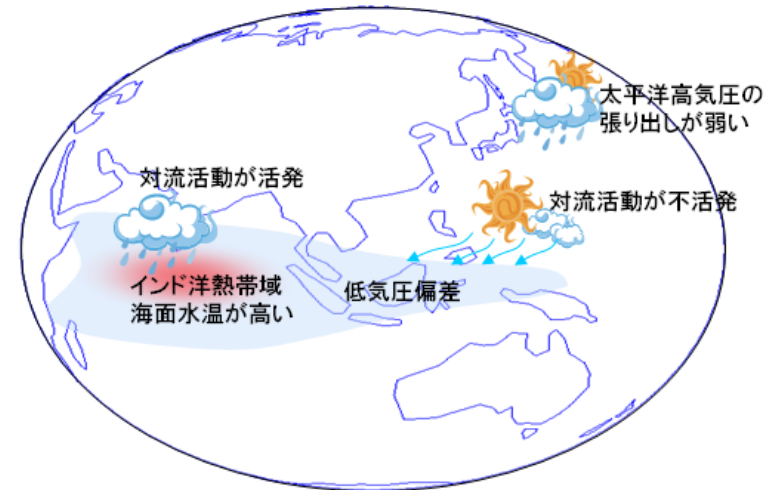 太平洋高気圧の
張り出しが弱い
対流活動が活発
対流活動が不活発
インド洋熱帯域
海面水温が高い
低気圧偏差